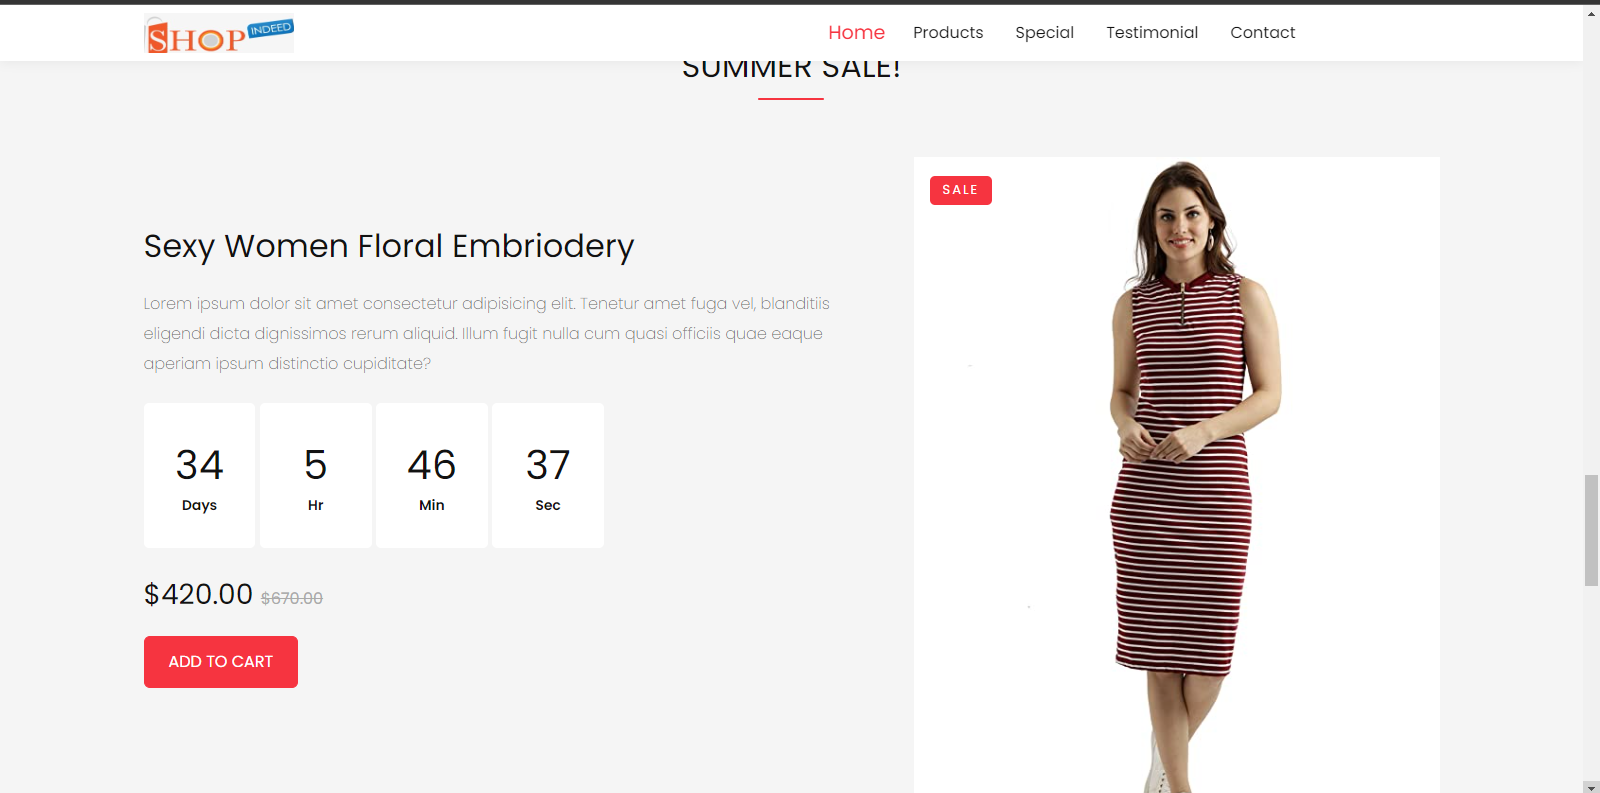 SHOP INDEED
Home Products Special Testimonial Contact
SUMMER SALE!
SALE
Sexy Women Floral Embriodery
Lorem ipsum dolor sit amet consectetur adipisicing elit. Tenetur amet fuga vel, blanditiis
eligendi dicta dignissimos rerum aliquid. Illum fugit nulla cum quasi officiis quae eaque
aperiam ipsum distinctio cupiditate?
34 5 46 37
Days Hr Min Sec
$420.00 $670.00
ADD TO CART